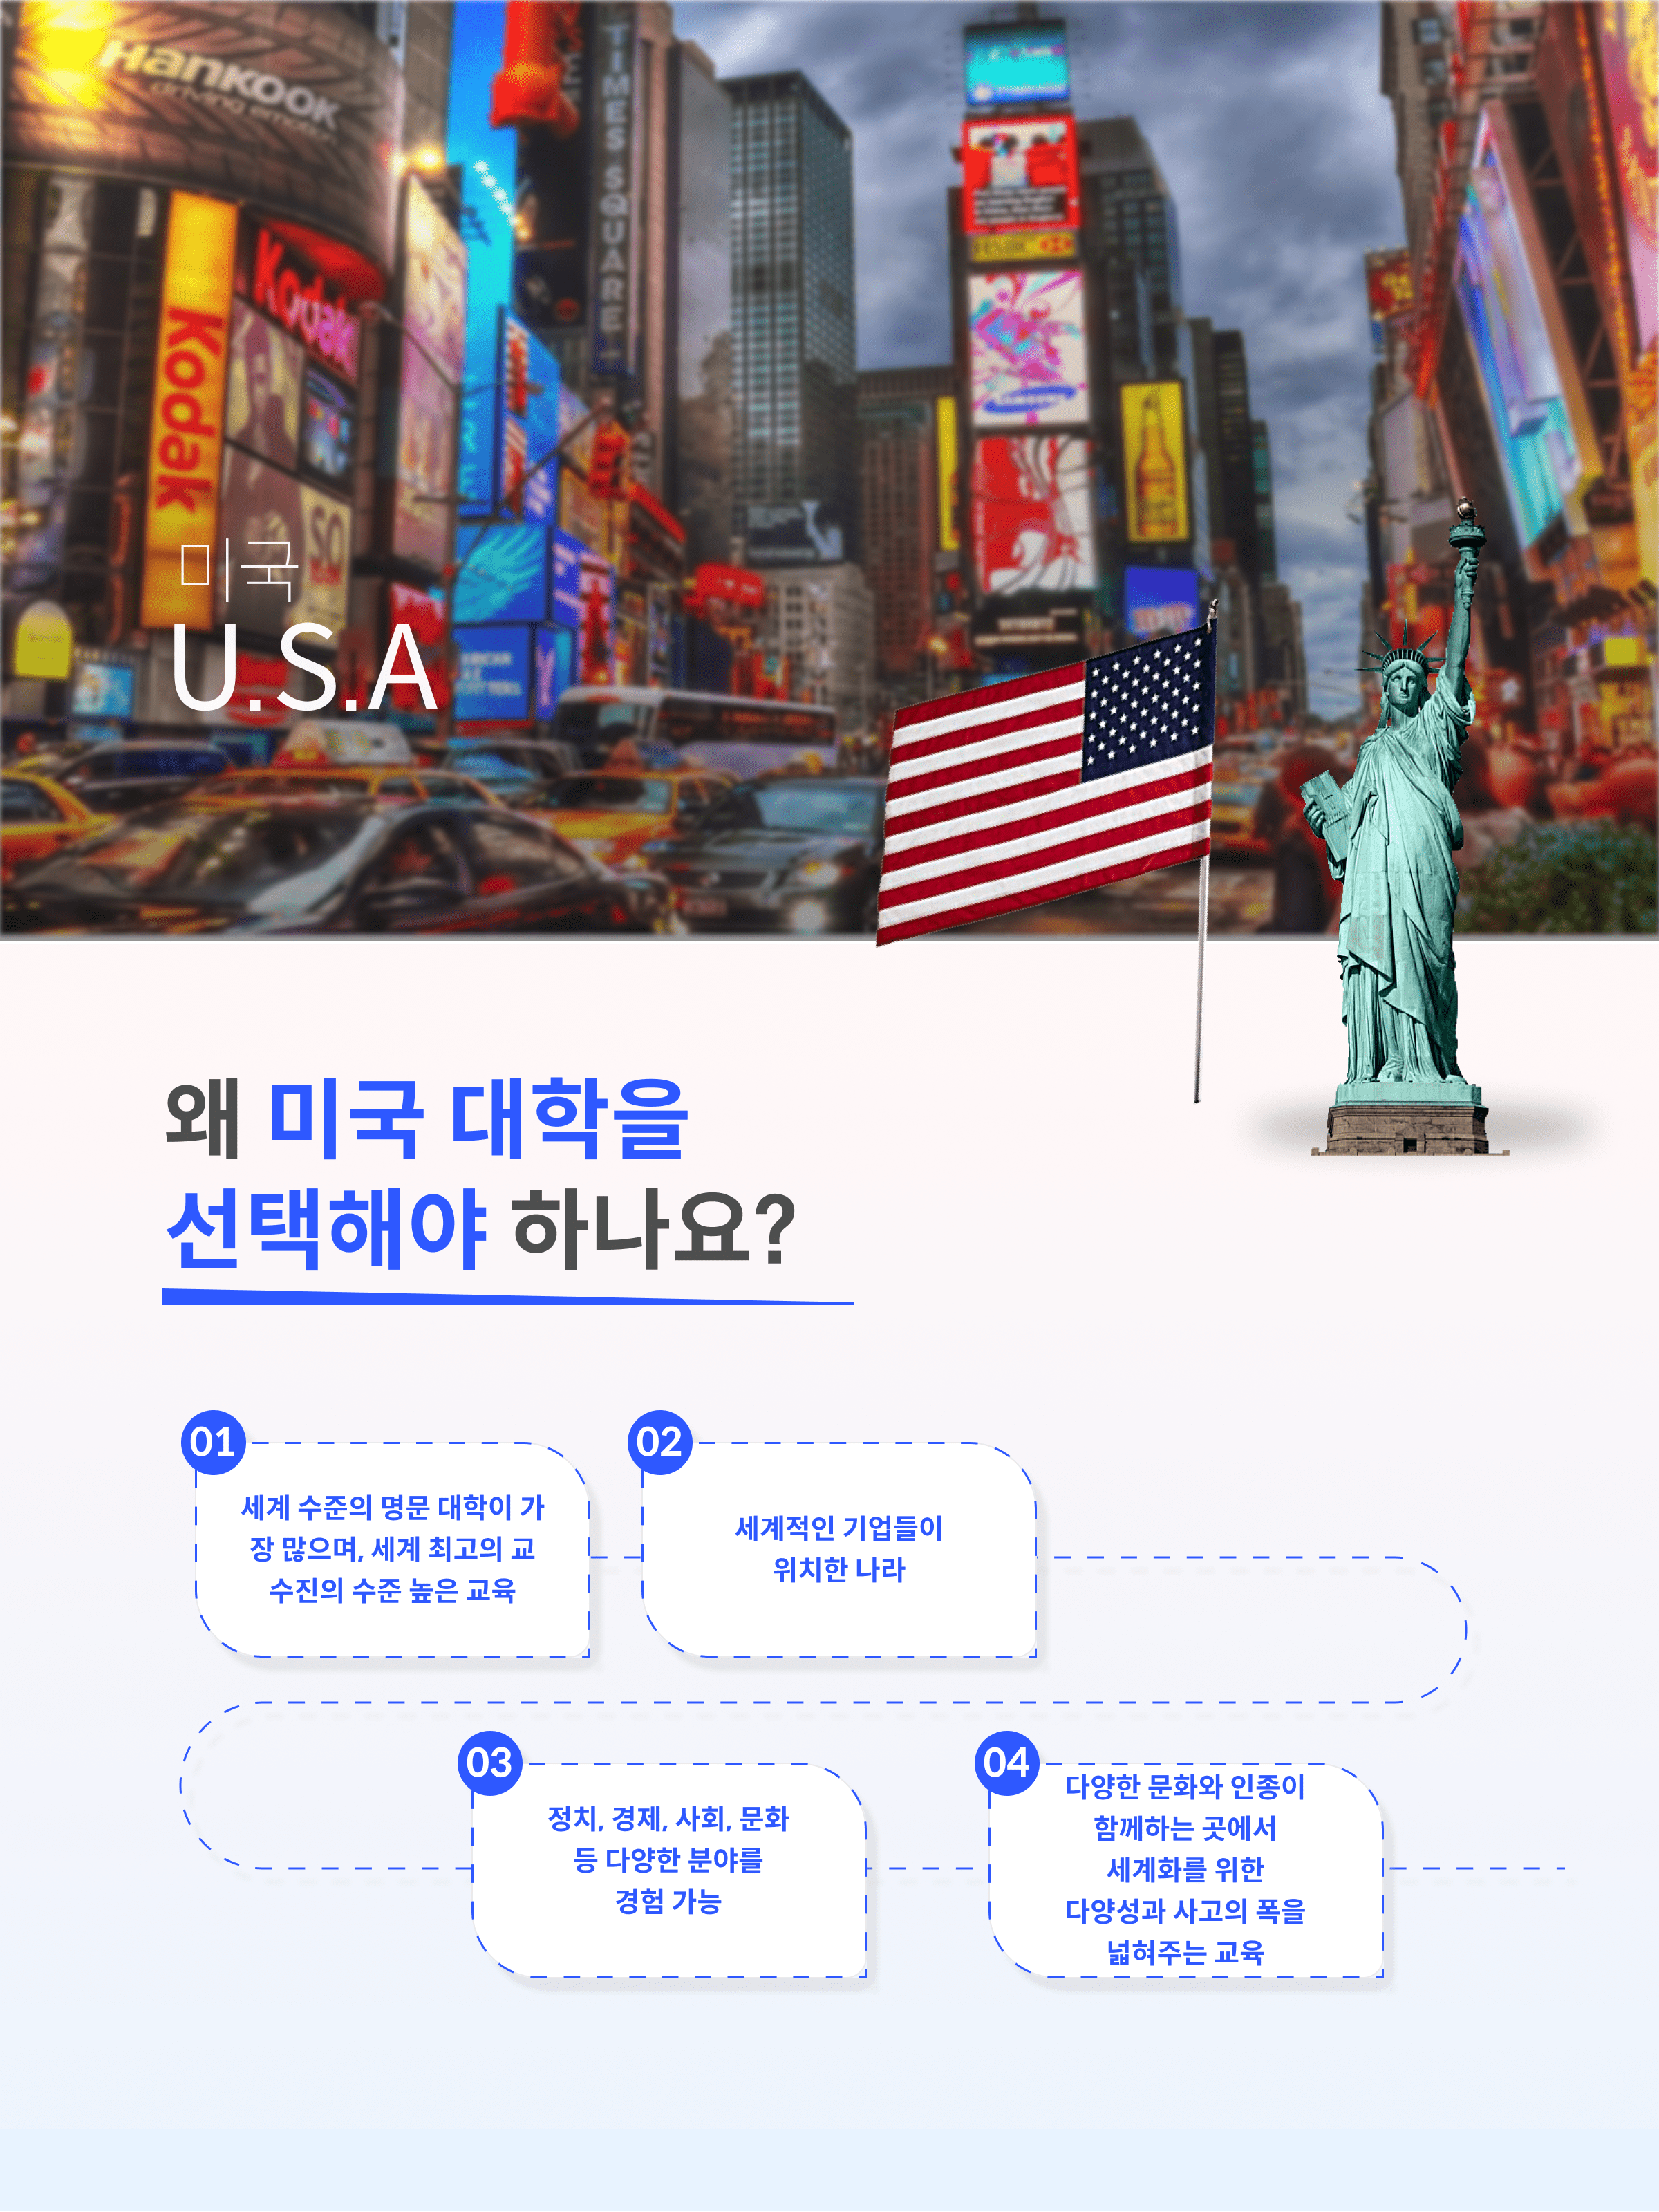 HANKOOK
driving emotion
TIMES SQUARE
Kodak
Kodak
HSBC
SAMSUNG
미국
U.S.A
왜 미국 대학을
선택해야 하나요?
01
세계 수준의 명문 대학이 가
장 많으며, 세계 최고의 교
수진의 수준 높은 교육
02
세계적인 기업들이
위치한 나라
03
정치, 경제, 사회, 문화
등 다양한 분야를
경험 가능
04
다양한 문화와 인종이
함께하는 곳에서
세계화를 위한
다양성과 사고의 폭을
넓혀주는 교육